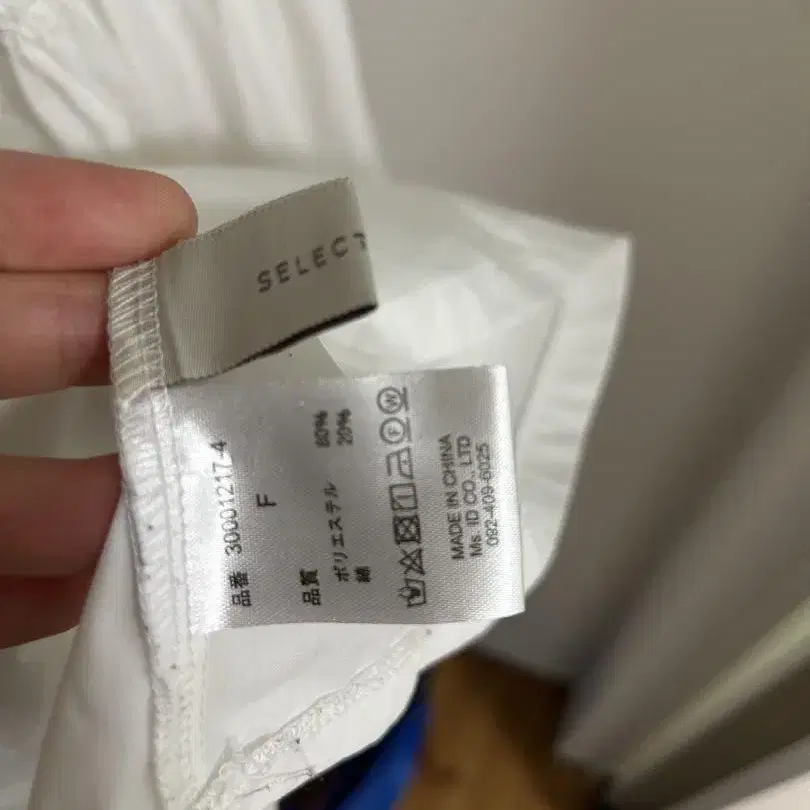 SELECT
品番 30001217-4
F
品質
ポリエステル 80%
綿 20%
MADE IN CHINA
Ms. ID CO., LTD
092-409-6025